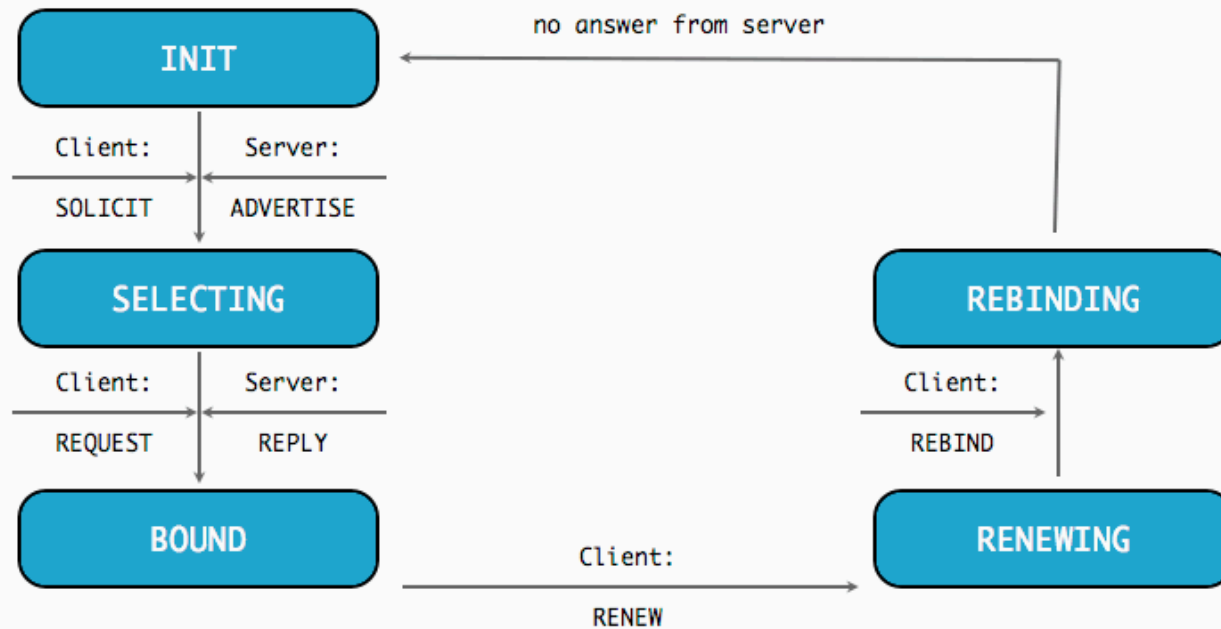 no answer from server
INIT
Client: Server:
SOLICIT ADVERTISE
SELECTING REBINDING
Client: Server: Client:
REQUEST REPLY REBIND
BOUND RENEWING
Client:
RENEW